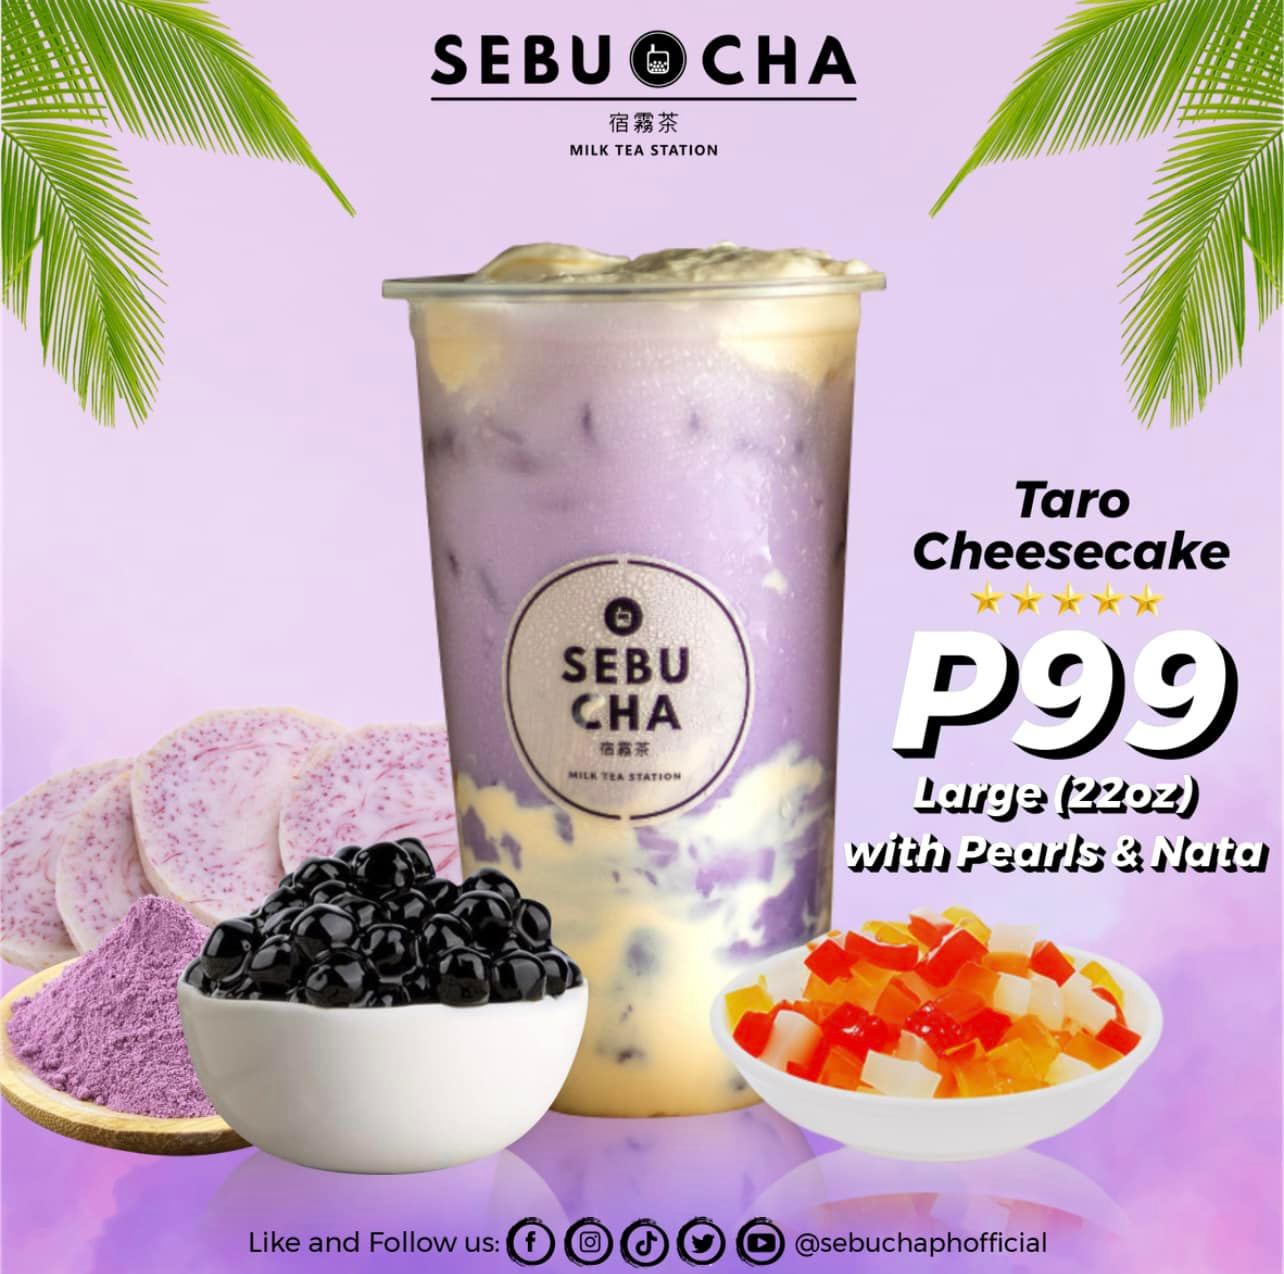 SEBU CHA
宿霧茶
MILK TEA STATION
Taro
Cheesecake
P99
Large (22oz)
with Pearls & Nata
SEBU
CHA
宿霧茶
MILK TEA STATION
Like and Follow us: @sebuchaphofficial